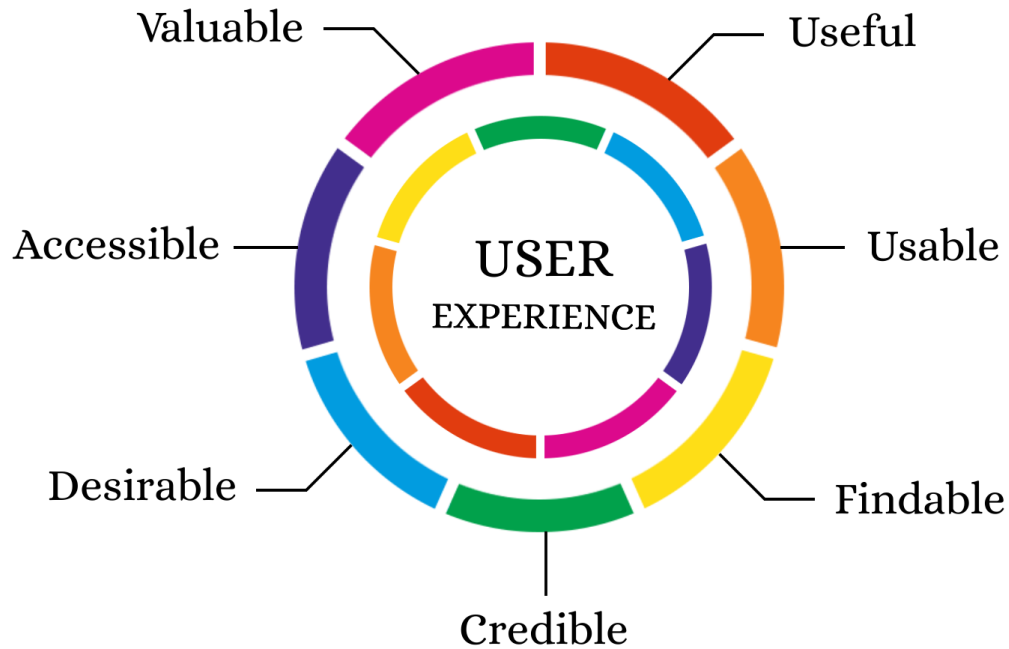 Valuable
Useful
Accessible
USER
EXPERIENCE
Usable
Desirable
Findable
Credible